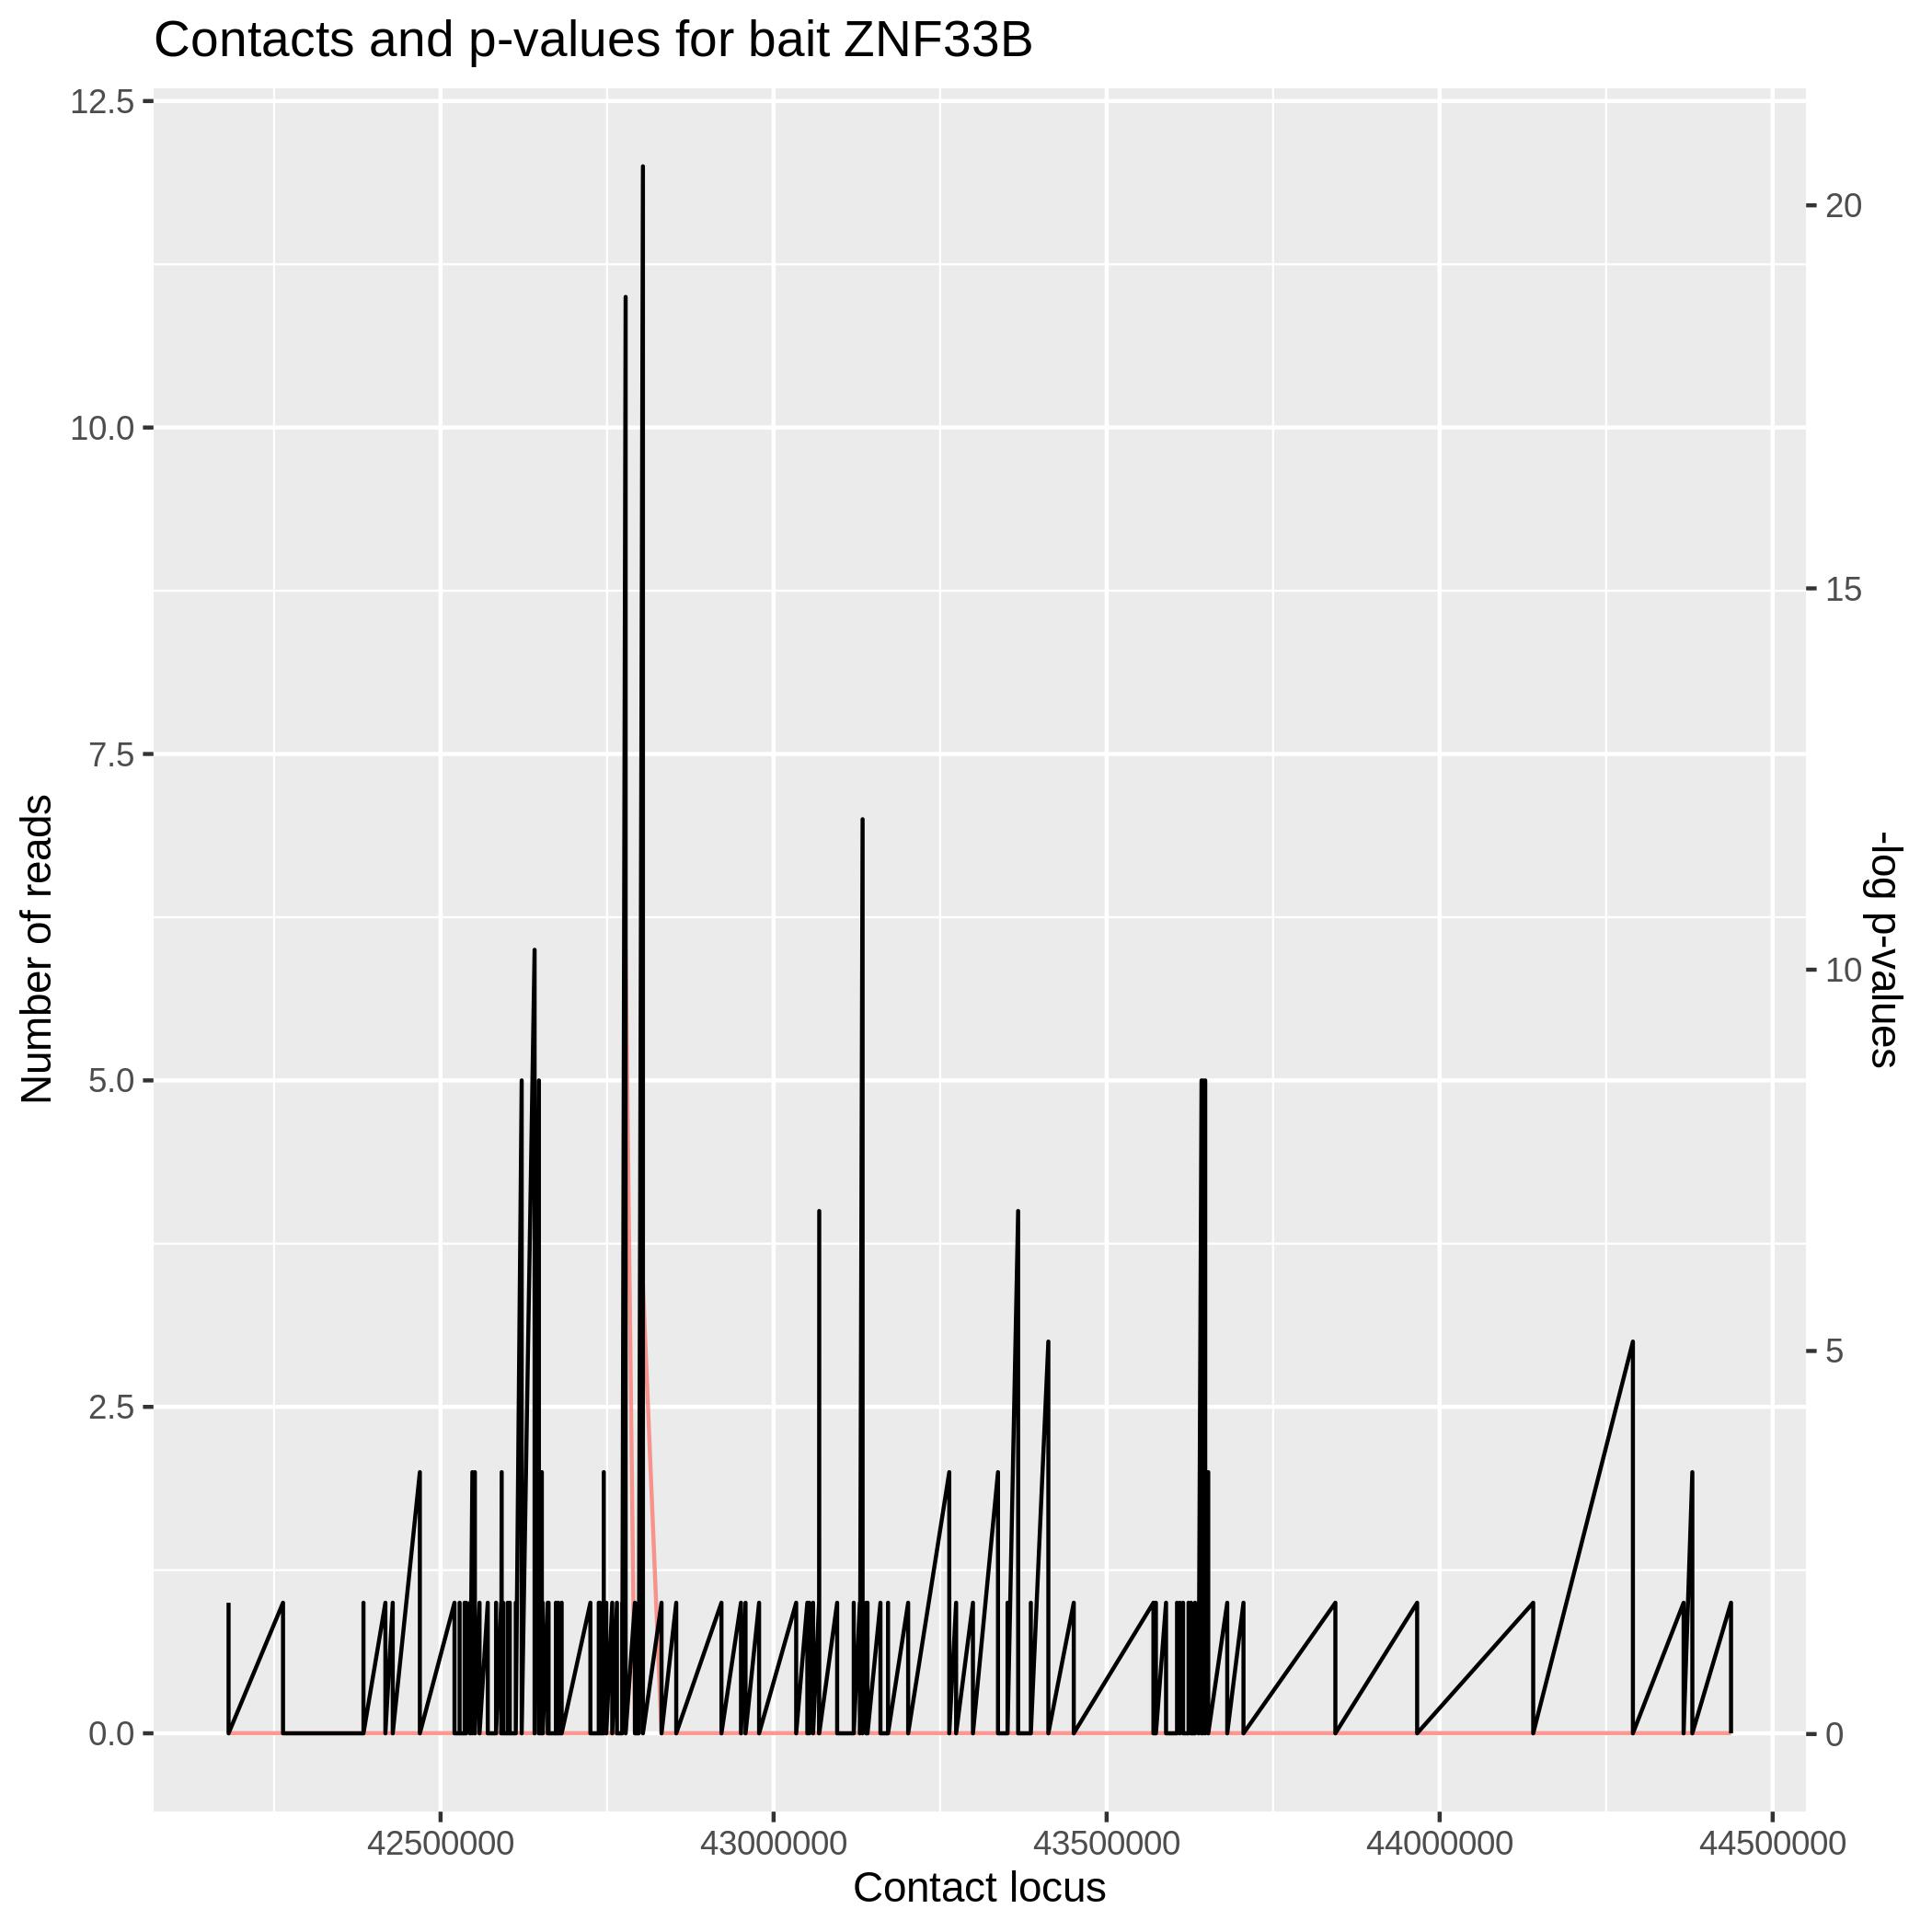 Contacts and p-values for bait ZNF33B
12.5
10.0
7.5
5.0
2.5
0.0
Number of reads
20
15
10
5
0
-log p-values
42500000 43000000 43500000 44000000 44500000
Contact locus